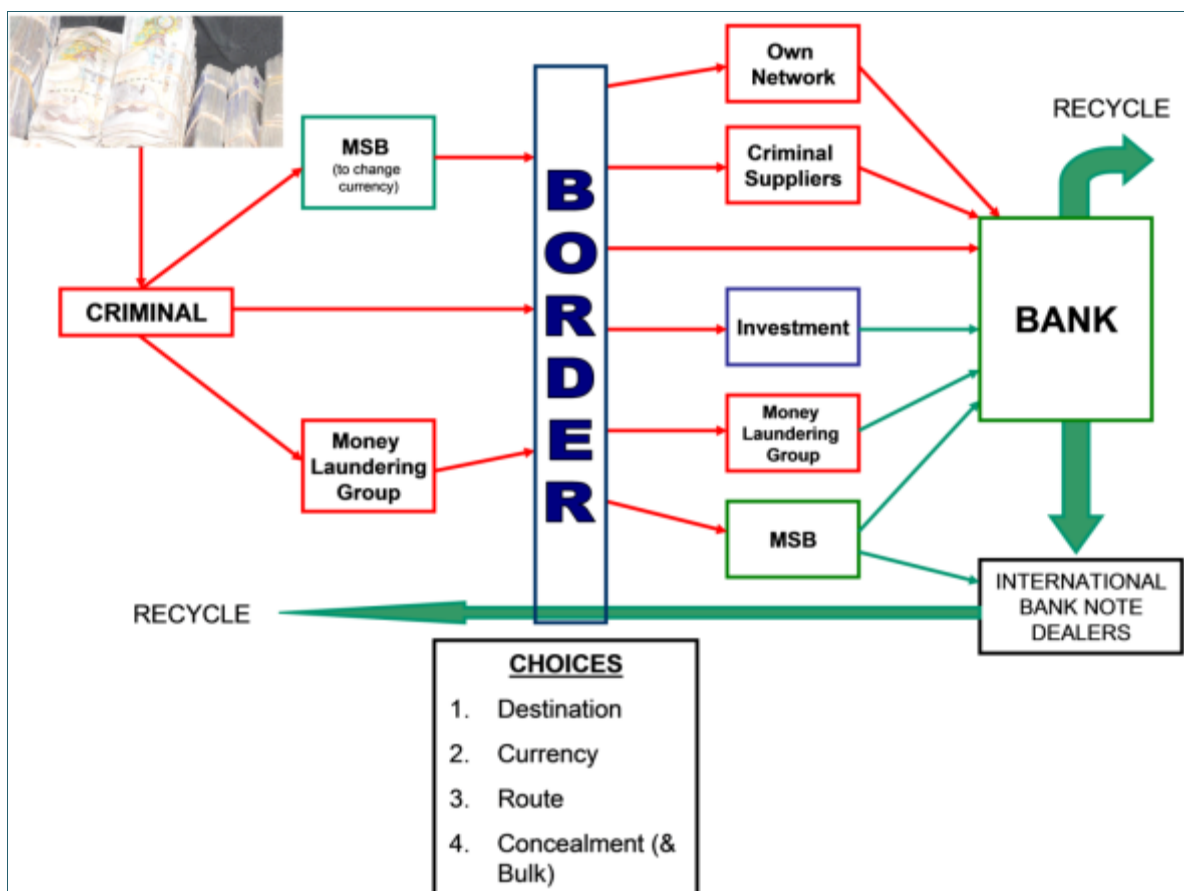 MSB
(to change
currency)
CRIMINAL
Money
Laundering
Group
BORDER
Own
Network
Criminal
Suppliers
Investment
Money
Laundering
Group
MSB
RECYCLE
BANK
INTERNATIONAL
BANK NOTE
DEALERS
RECYCLE
CHOICES
1. Destination
2. Currency
3. Route
4. Concealment (&
Bulk)